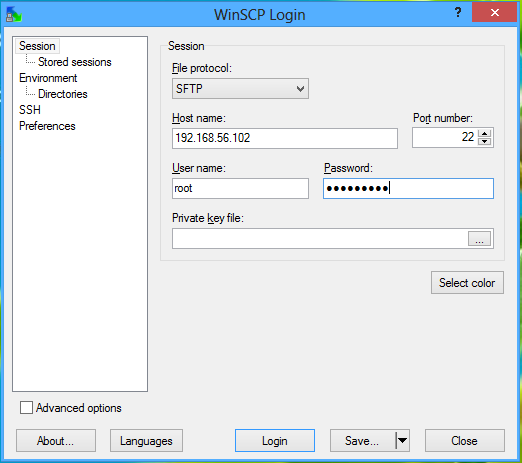 WinSCP Login
?
Session
Stored sessions
Environment
Directories
SSH
Preferences
Session
File protocol:
SFTP
Host name:
Port number:
192.168.56.102
22
User name:
Password:
root
●●●●●●●●●
Private key file:
...
Select color
Advanced options
About...
Languages
Login
Save...
Close